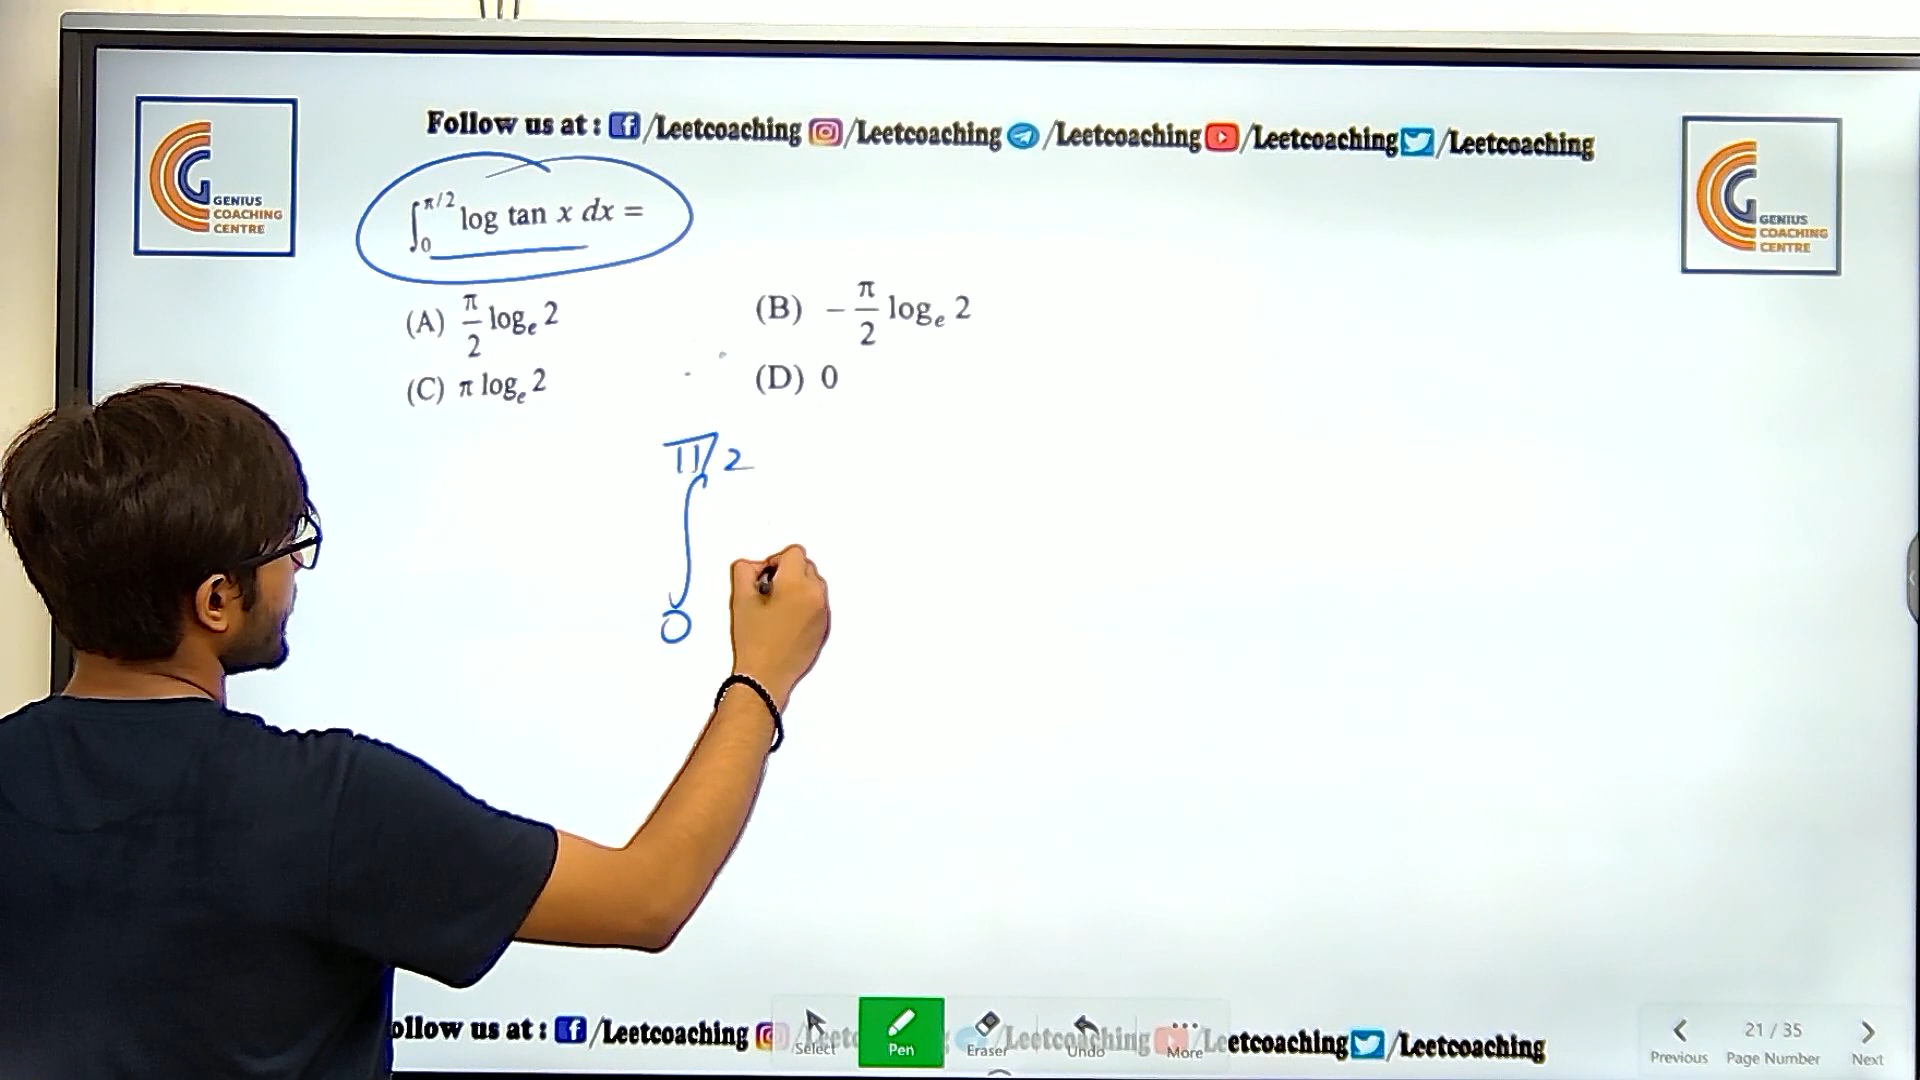 Follow us at : /Leetcoaching /Leetcoaching /Leetcoaching /Leetcoaching /Leetcoaching
GENIUS
COACHING
CENTRE
GENIUS
COACHING
CENTRE
∫₀^{π/2} log tan x dx =
(A) π/2 logₑ 2
(B) − π/2 logₑ 2
(C) π logₑ 2
(D) 0
π/2
∫
0
ollow us at : /Leetcoaching /Leetc g /Leetcoaching /Leetcoaching /Leetcoaching
Select
Pen
Eraser
Undo
More
21 / 35
Previous
Page Number
Next